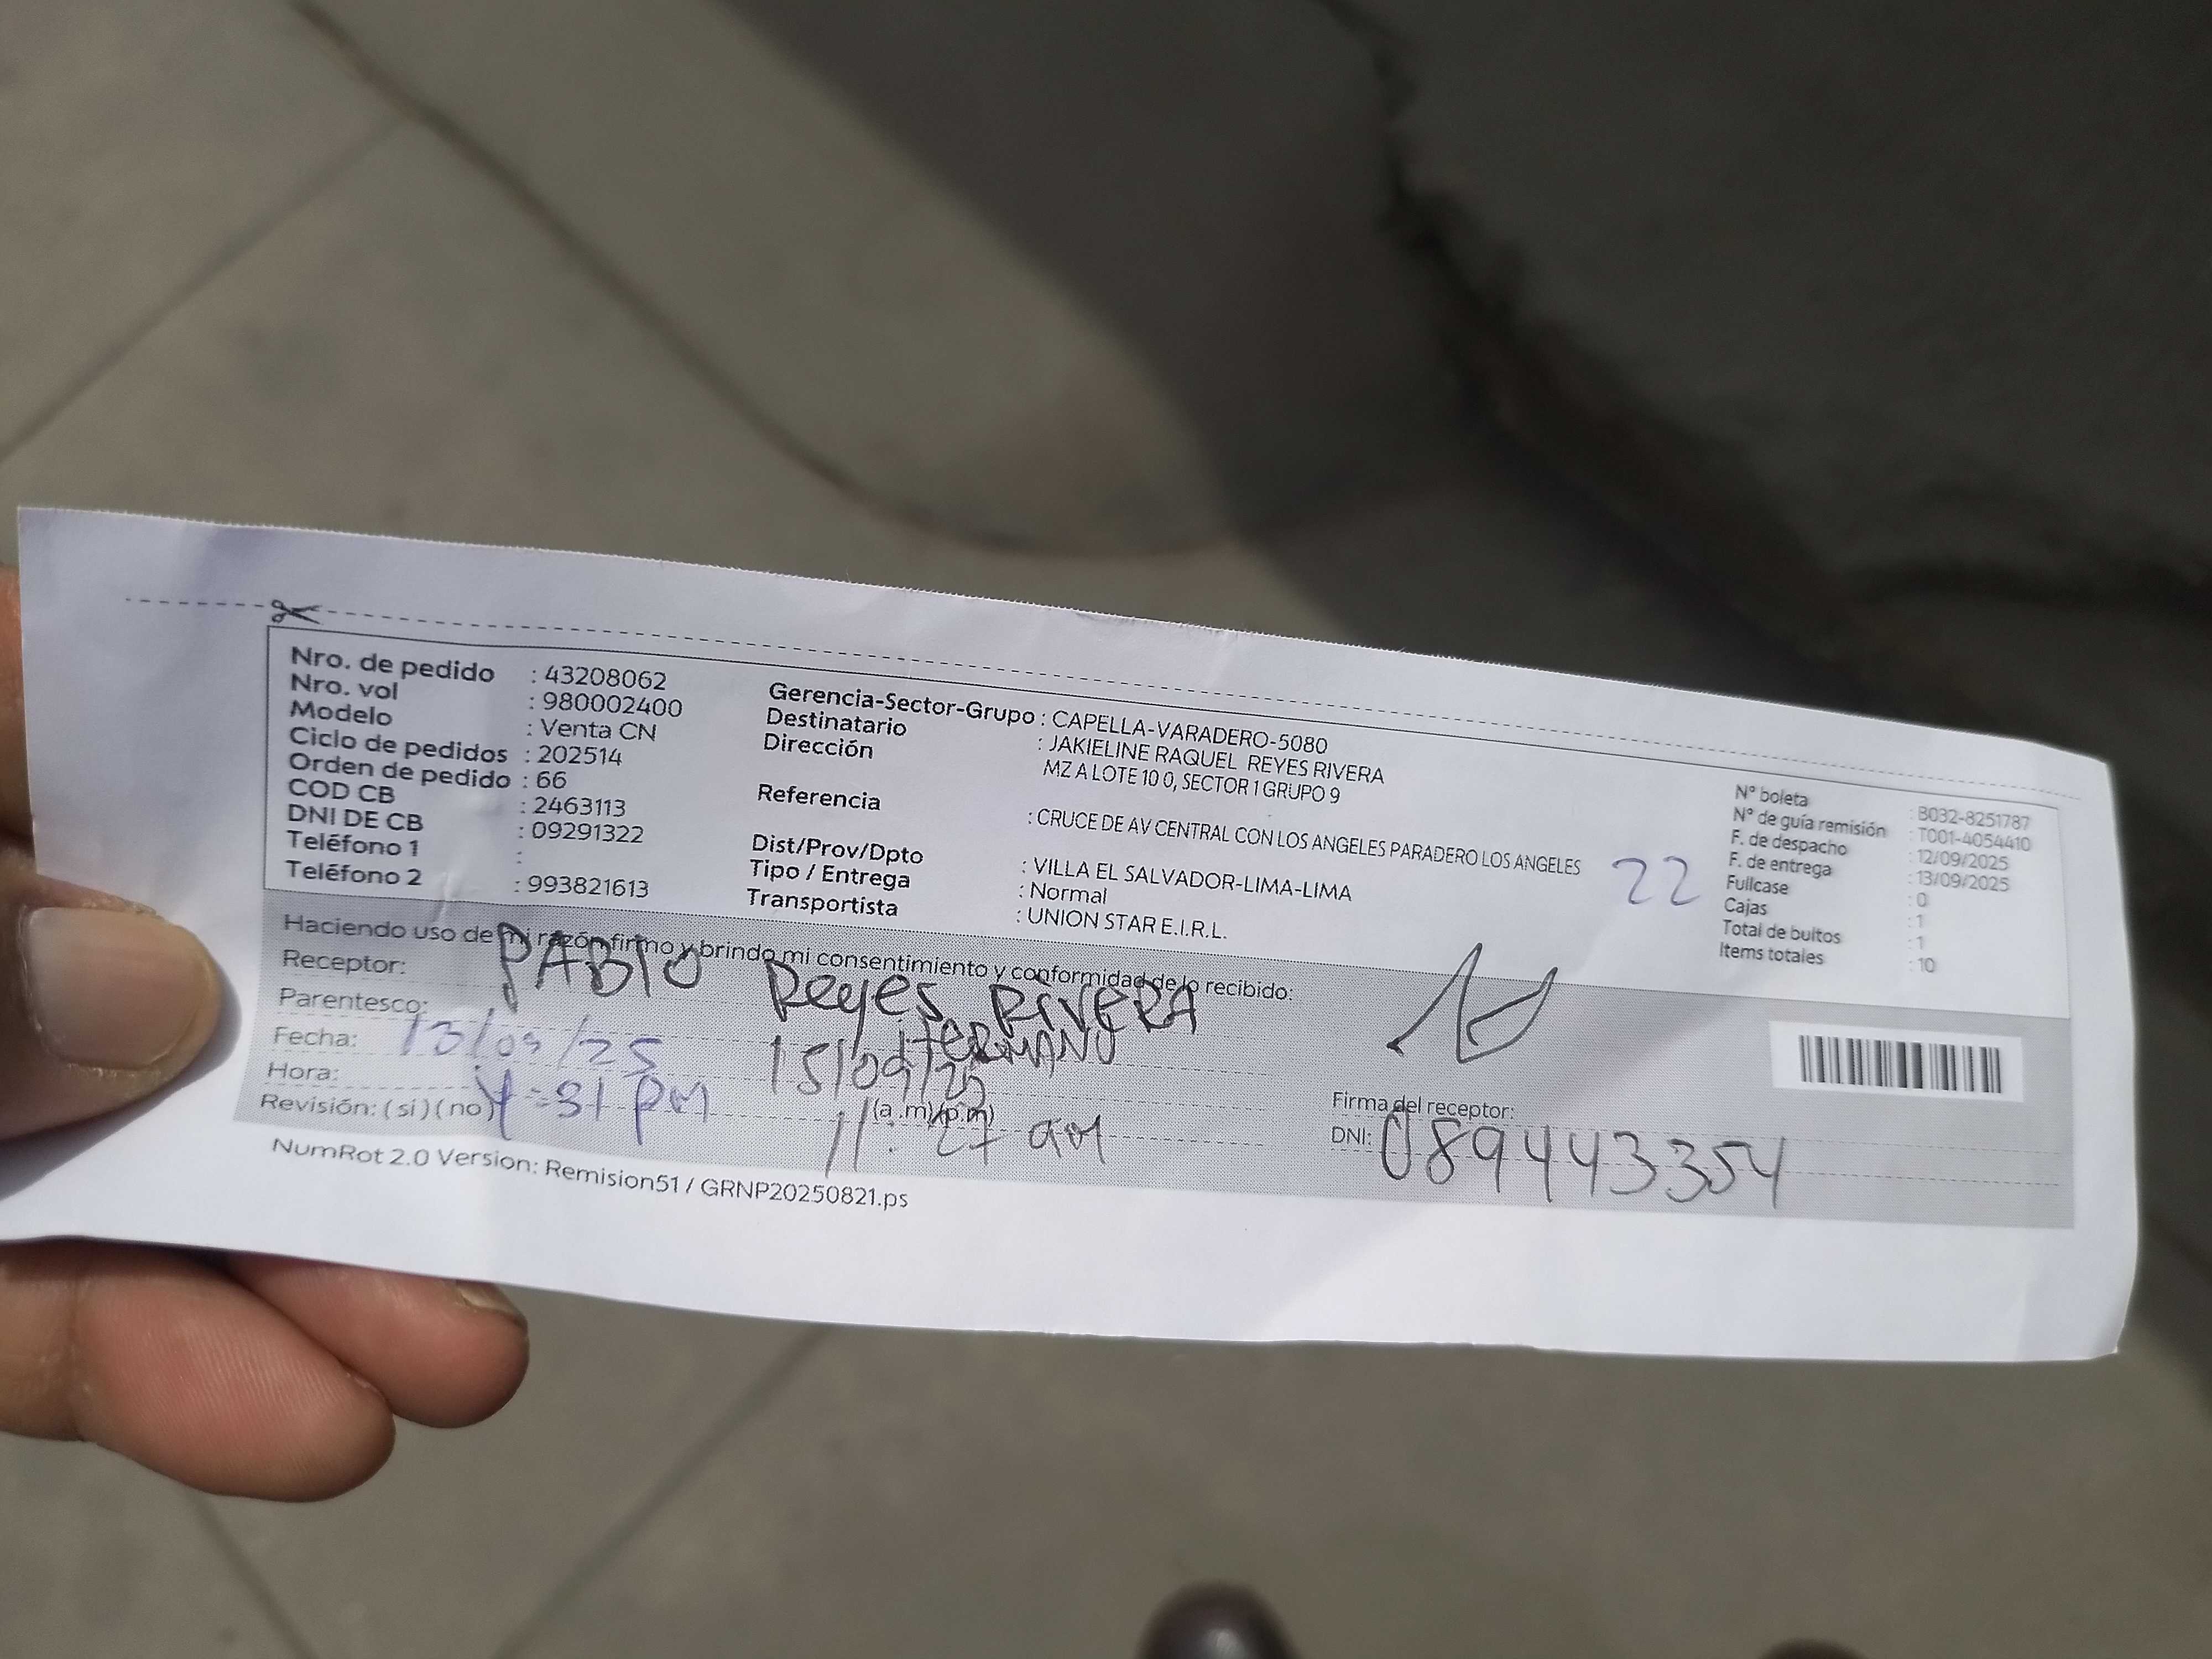 Nro. de pedido : 43208062
Nro. vol : 980002400
Modelo : Venta CN
Ciclo de pedidos : 202514
Orden de pedido : 66
COD CB : 2463113
DNI DE CB : 09291322
Teléfono 1 :
Teléfono 2 : 993821613
Gerencia-Sector-Grupo : CAPELLA-VARADERO-5080
Destinatario : JAKIELINE RAQUEL REYES RIVERA
Dirección MZ A LOTE 10 0, SECTOR 1 GRUPO 9
Referencia : CRUCE DE AV CENTRAL CON LOS ANGELES PARADERO LOS ANGELES
Dist/Prov/Dpto : VILLA EL SALVADOR-LIMA-LIMA
Tipo / Entrega : Normal
Transportista : UNION STAR E.I.R.L.
22
N° boleta : B032-8251787
N° de guía remisión : T001-4054410
F. de despacho : 12/09/2025
F. de entrega : 13/09/2025
Fullcase : 0
Cajas : 1
Total de bultos : 1
Items totales : 10
Haciendo uso de mi razón firmo y brindo mi consentimiento y conformidad de lo recibido:
Receptor: PABlO Reyes RiVERA
Parentesco: HERMANO
Fecha: 13/09/25 15/09/25
Hora: 4:31 pm (a.m)(p.m) 11:27 am
Revisión: (si) (no)
Firma del receptor:
DNI: 089443354
NumRot 2.0 Version: Remision51 / GRNP20250821.ps